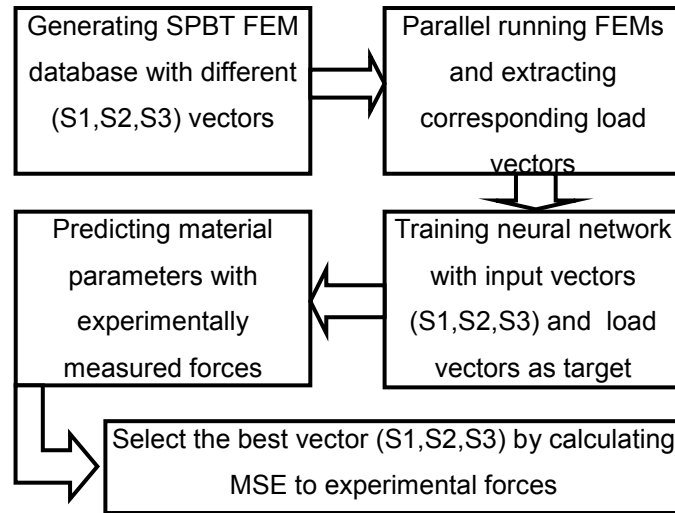 Generating SPBT FEM
database with different
(S1,S2,S3) vectors
Parallel running FEMs
and extracting
corresponding load
vectors
Training neural network
with input vectors
(S1,S2,S3) and load
vectors as target
Predicting material
parameters with
experimentally
measured forces
Select the best vector (S1,S2,S3) by calculating
MSE to experimental forces